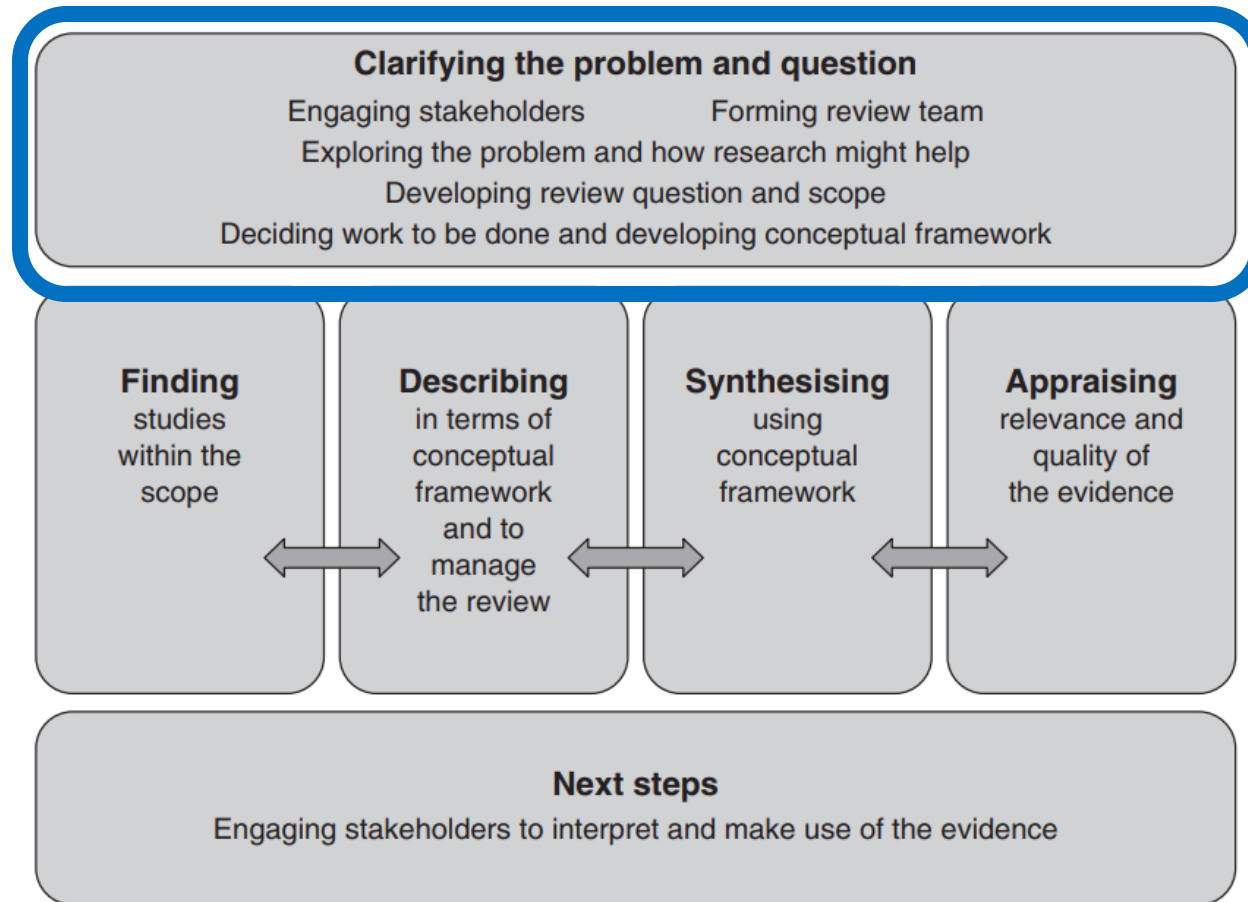 Clarifying the problem and question
Engaging stakeholders Forming review team
Exploring the problem and how research might help
Developing review question and scope
Deciding work to be done and developing conceptual framework
Finding
studies
within the
scope
Describing
in terms of
conceptual
framework
and to
manage
the review
Synthesising
using
conceptual
framework
Appraising
relevance and
quality of
the evidence
Next steps
Engaging stakeholders to interpret and make use of the evidence